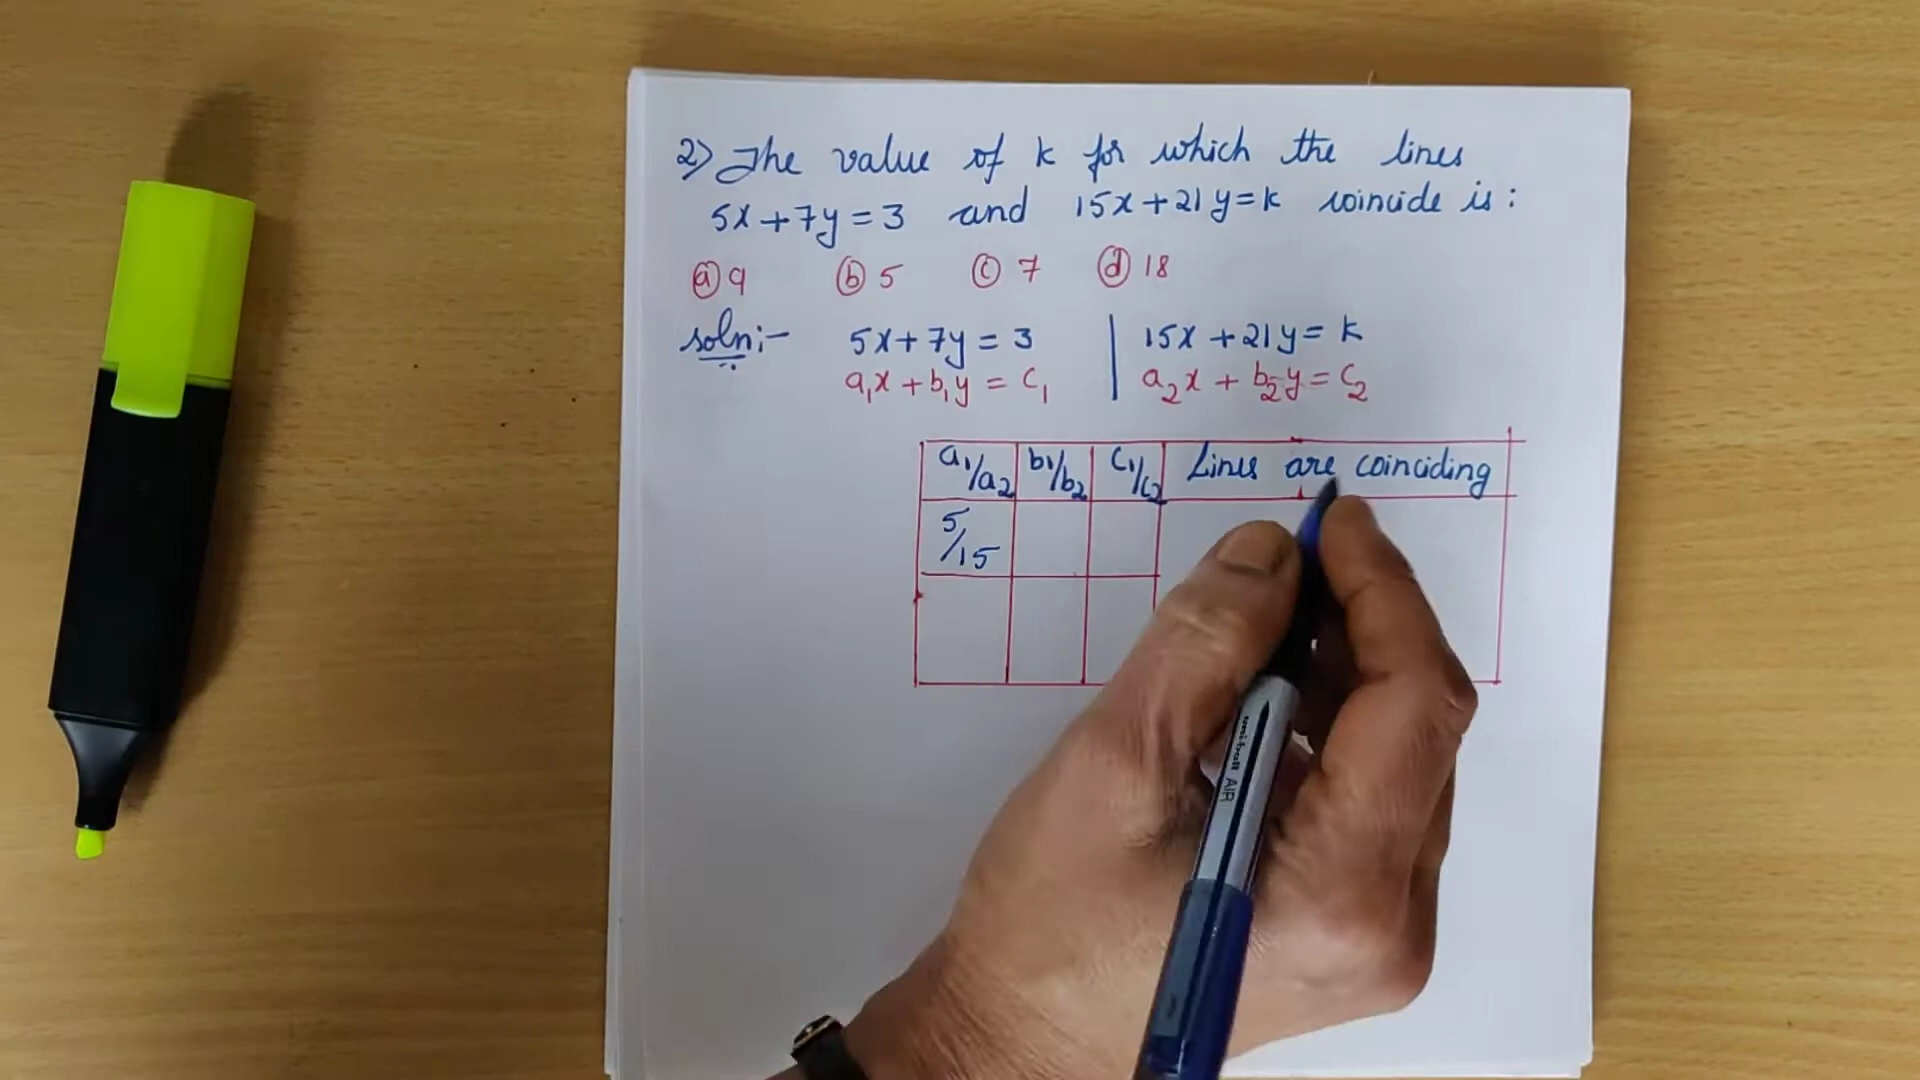 2) The value of k for which the lines
5x+7y=3 and 15x+21y=k coincide is:
(a) 9 (b) 5 (c) 7 (d) 18
soln:- 5x+7y=3 | 15x+21y=k
a₁x+b₁y=c₁ | a₂x+b₂y=c₂
a₁/a₂ b₁/b₂ c₁/c₂ Lines are coinciding
5/15
uni-ball AIR